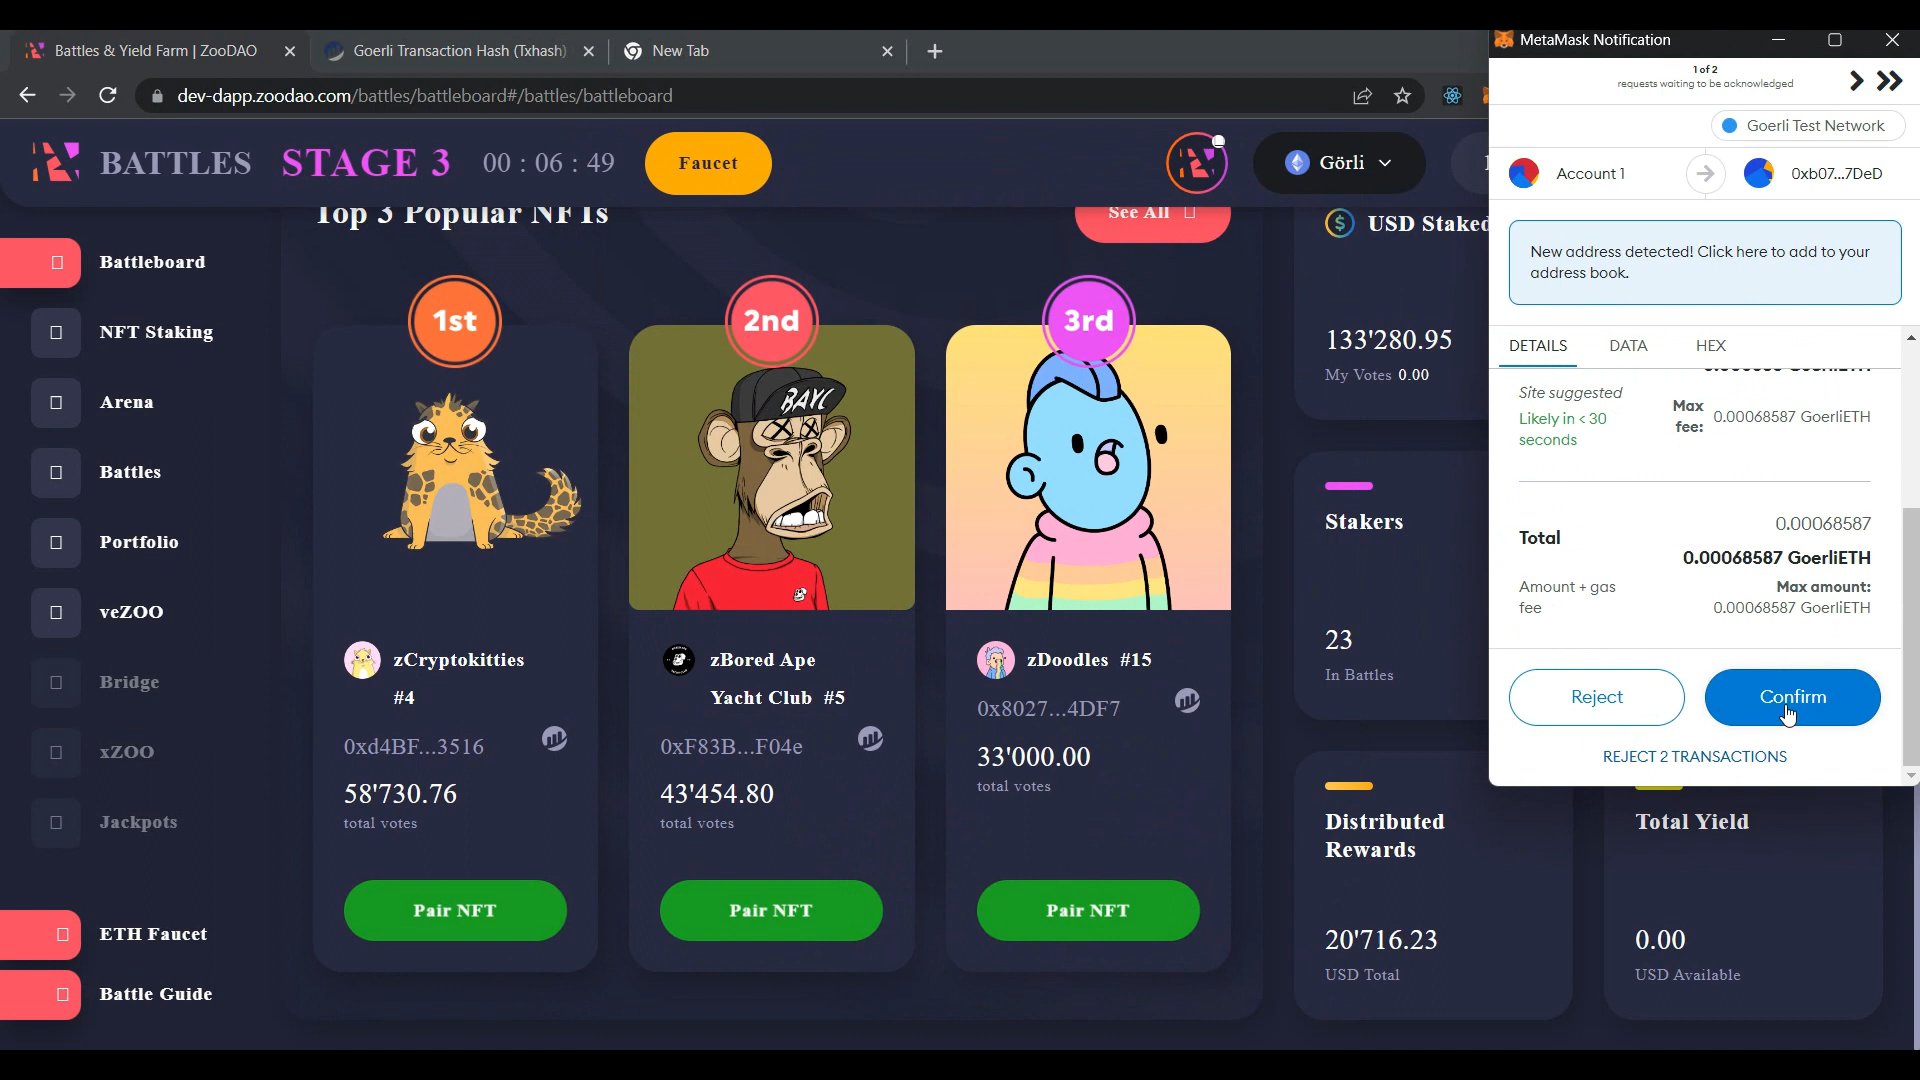 Battles & Yield Farm | ZooDAO
Goerli Transaction Hash (Txhash)
New Tab
dev-dapp.zoodao.com/battles/battleboard#/battles/battleboard
BATTLES
STAGE 3
00 : 06 : 49
Faucet
Görli
Battleboard
NFT Staking
Arena
Battles
Portfolio
veZOO
Bridge
xZOO
Jackpots
ETH Faucet
Battle Guide
Top 3 Popular NFTs
See All
1st
zCryptokitties
#4
0xd4BF...3516
58'730.76
total votes
Pair NFT
2nd
BAYC
zBored Ape
Yacht Club #5
0xF83B...F04e
43'454.80
total votes
Pair NFT
3rd
zDoodles #15
0x8027...4DF7
33'000.00
total votes
Pair NFT
USD Staked
133'280.95
My Votes 0.00
Stakers
23
In Battles
Distributed
Rewards
20'716.23
USD Total
Total Yield
0.00
USD Available
MetaMask Notification
1 of 2
requests waiting to be acknowledged
Goerli Test Network
Account 1
0xb07...7DeD
New address detected! Click here to add to your
address book.
DETAILS
DATA
HEX
Site suggested
Likely in < 30
seconds
Max
fee:
0.00068587 GoerliETH
Total
0.00068587
0.00068587 GoerliETH
Amount + gas
fee
Max amount:
0.00068587 GoerliETH
Reject
Confirm
REJECT 2 TRANSACTIONS